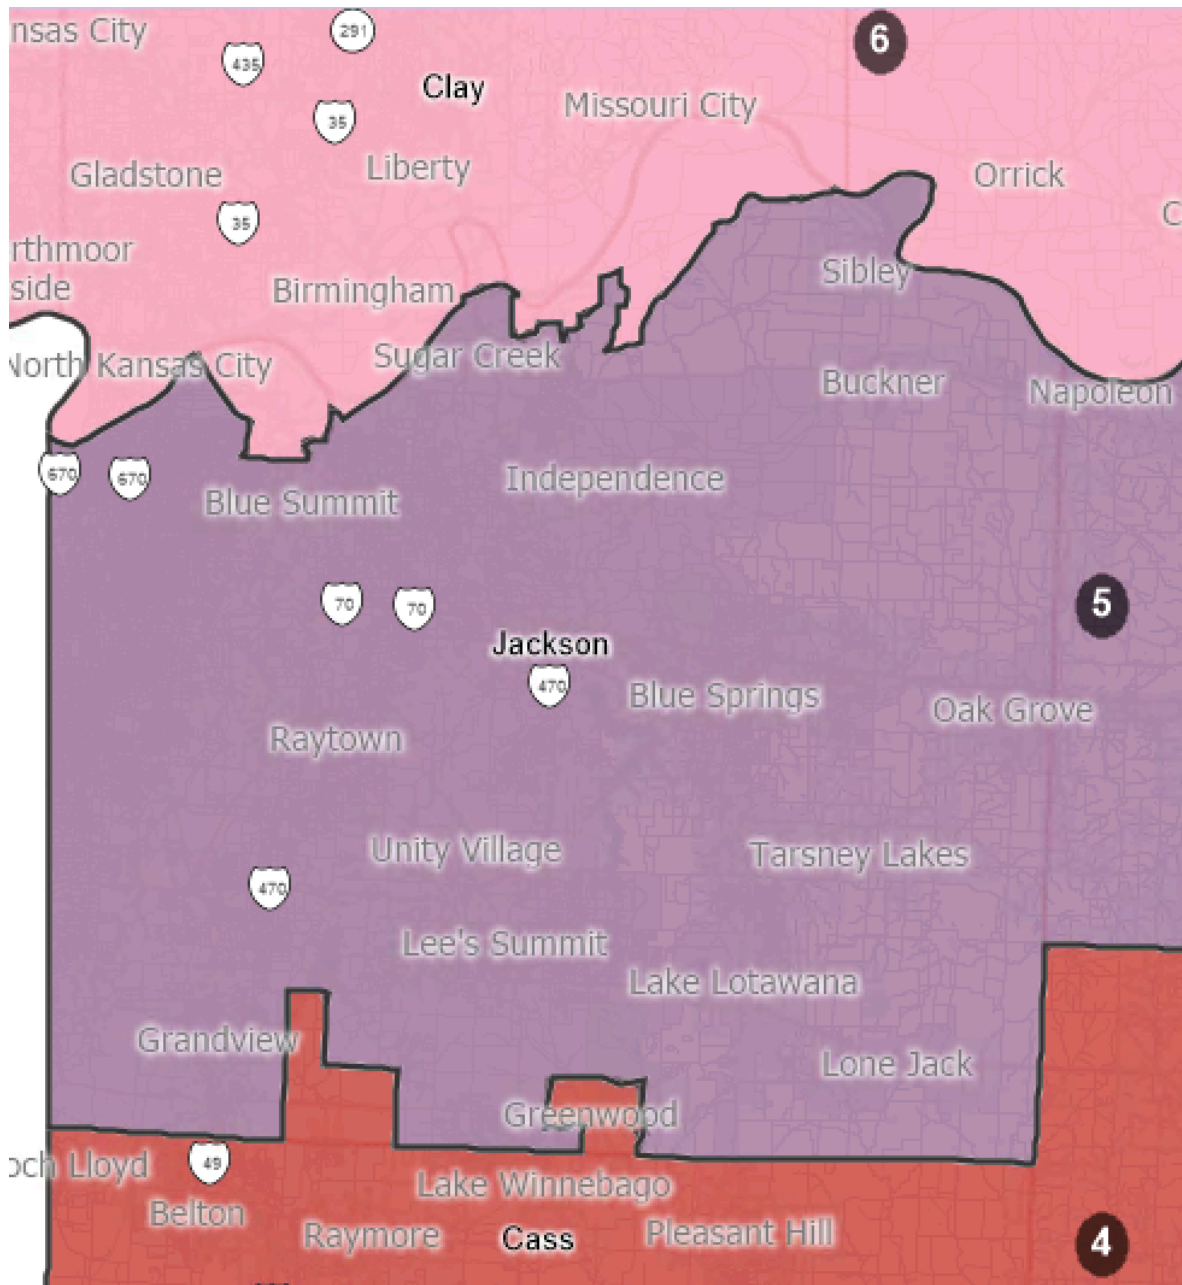 nsas City
291
6
435
Clay
Missouri City
35
Liberty
Gladstone
Orrick
C
35
rthmoor
side
Birmingham
Sibley
North Kansas City
Sugar Creek
Buckner
Napoleon
670
670
Blue Summit
Independence
70
70
5
Jackson
470
Blue Springs
Oak Grove
Raytown
Unity Village
Tarsney Lakes
470
Lee's Summit
Lake Lotawana
Grandview
Lone Jack
Greenwood
och Lloyd
49
Lake Winnebago
Belton
Raymore
Cass
Pleasant Hill
4